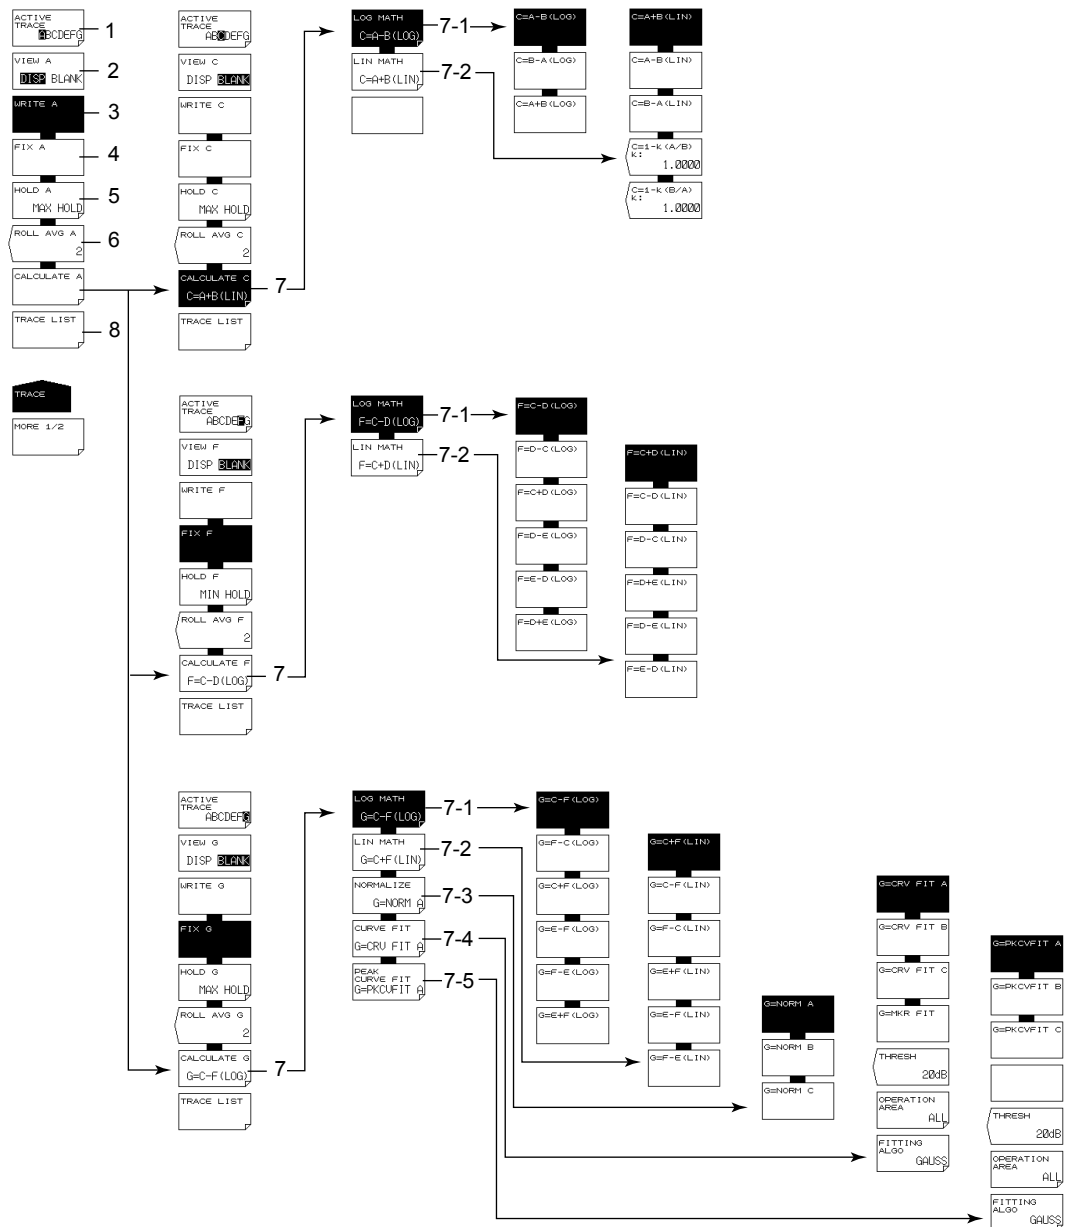 ACTIVE
TRACE
ABCDEFG
1
VIEW A
DISP BLANK
2
WRITE A
3
FIX A
4
HOLD A
MAX HOLD
5
ROLL AVG A
2
6
CALCULATE A
TRACE LIST
8
TRACE
MORE 1/2
ACTIVE
TRACE
ABCDEFG
VIEW C
DISP BLANK
WRITE C
FIX C
HOLD C
MAX HOLD
ROLL AVG C
2
CALCULATE C
C=A+B(LIN)
7
TRACE LIST
LOG MATH
C=A-B(LOG)
7-1
LIN MATH
C=A+B(LIN)
7-2
C=A-B(LOG)
C=B-A(LOG)
C=A+B(LOG)
C=A+B(LIN)
C=A-B(LIN)
C=B-A(LIN)
C=1-k(A/B)
k:
1.0000
C=1-k(B/A)
k:
1.0000
ACTIVE
TRACE
ABCDEFG
VIEW F
DISP BLANK
WRITE F
FIX F
HOLD F
MIN HOLD
ROLL AVG F
2
CALCULATE F
F=C-D(LOG)
7
TRACE LIST
LOG MATH
F=C-D(LOG)
7-1
LIN MATH
F=C+D(LIN)
7-2
F=C-D(LOG)
F=D-C(LOG)
F=C+D(LOG)
F=D-E(LOG)
F=E-D(LOG)
F=D+E(LOG)
F=C+D(LIN)
F=C-D(LIN)
F=D-C(LIN)
F=D+E(LIN)
F=D-E(LIN)
F=E-D(LIN)
ACTIVE
TRACE
ABCDEFG
VIEW G
DISP BLANK
WRITE G
FIX G
HOLD G
MAX HOLD
ROLL AVG G
2
CALCULATE G
G=C-F(LOG)
7
TRACE LIST
LOG MATH
G=C-F(LOG)
7-1
LIN MATH
G=C+F(LIN)
7-2
NORMALIZE
G=NORM A
7-3
CURVE FIT
G=CRV FIT A
7-4
PEAK
CURVE FIT
G=PKCVFIT A
7-5
G=C-F(LOG)
G=F-C(LOG)
G=C+F(LOG)
G=E-F(LOG)
G=F-E(LOG)
G=E+F(LOG)
G=C+F(LIN)
G=C-F(LIN)
G=F-C(LIN)
G=E+F(LIN)
G=E-F(LIN)
G=F-E(LIN)
G=NORM A
G=NORM B
G=NORM C
G=CRV FIT A
G=CRV FIT B
G=CRV FIT C
G=MKR FIT
THRESH
20dB
OPERATION
AREA
ALL
FITTING
ALGO
GAUSS
G=PKCVFIT A
G=PKCVFIT B
G=PKCVFIT C
THRESH
20dB
OPERATION
AREA
ALL
FITTING
ALGO
GAUSS